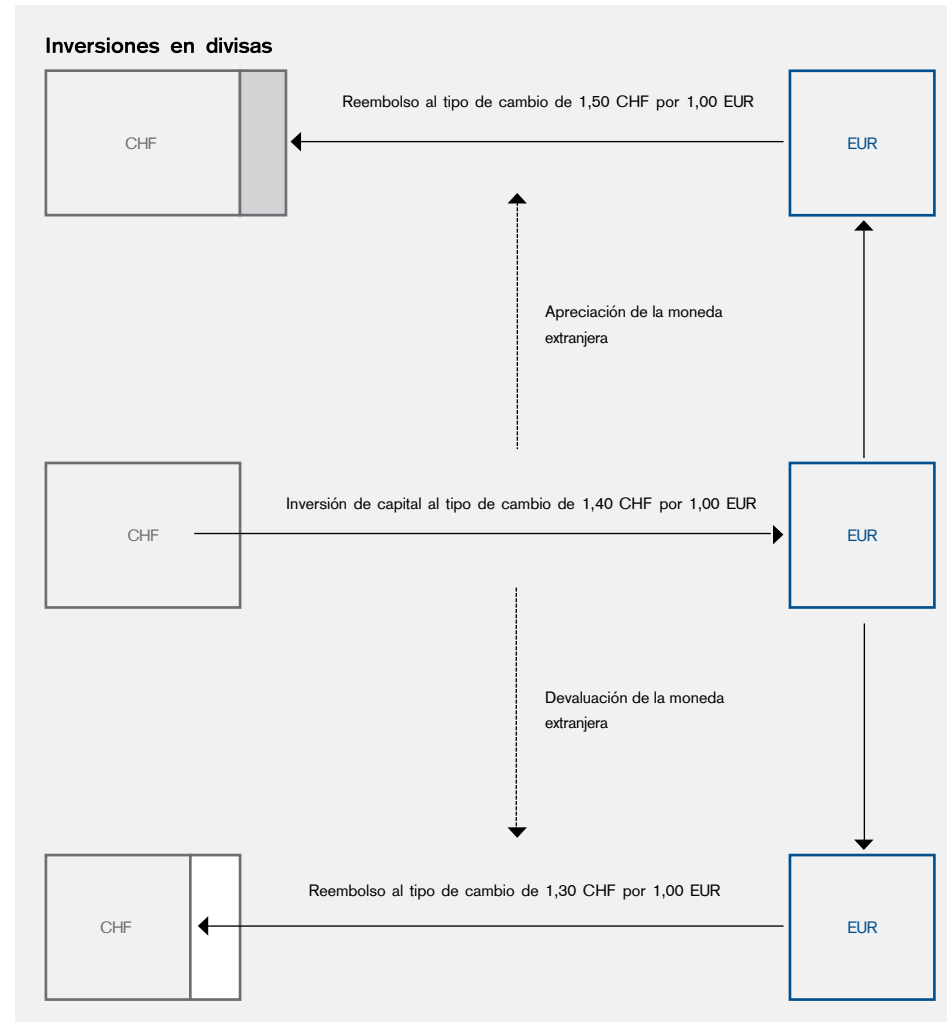 Inversiones en divisas
Reembolso al tipo de cambio de 1,50 CHF por 1,00 EUR
CHF
EUR
Apreciación de la moneda
extranjera
Inversión de capital al tipo de cambio de 1,40 CHF por 1,00 EUR
CHF
EUR
Devaluación de la moneda
extranjera
Reembolso al tipo de cambio de 1,30 CHF por 1,00 EUR
CHF
EUR